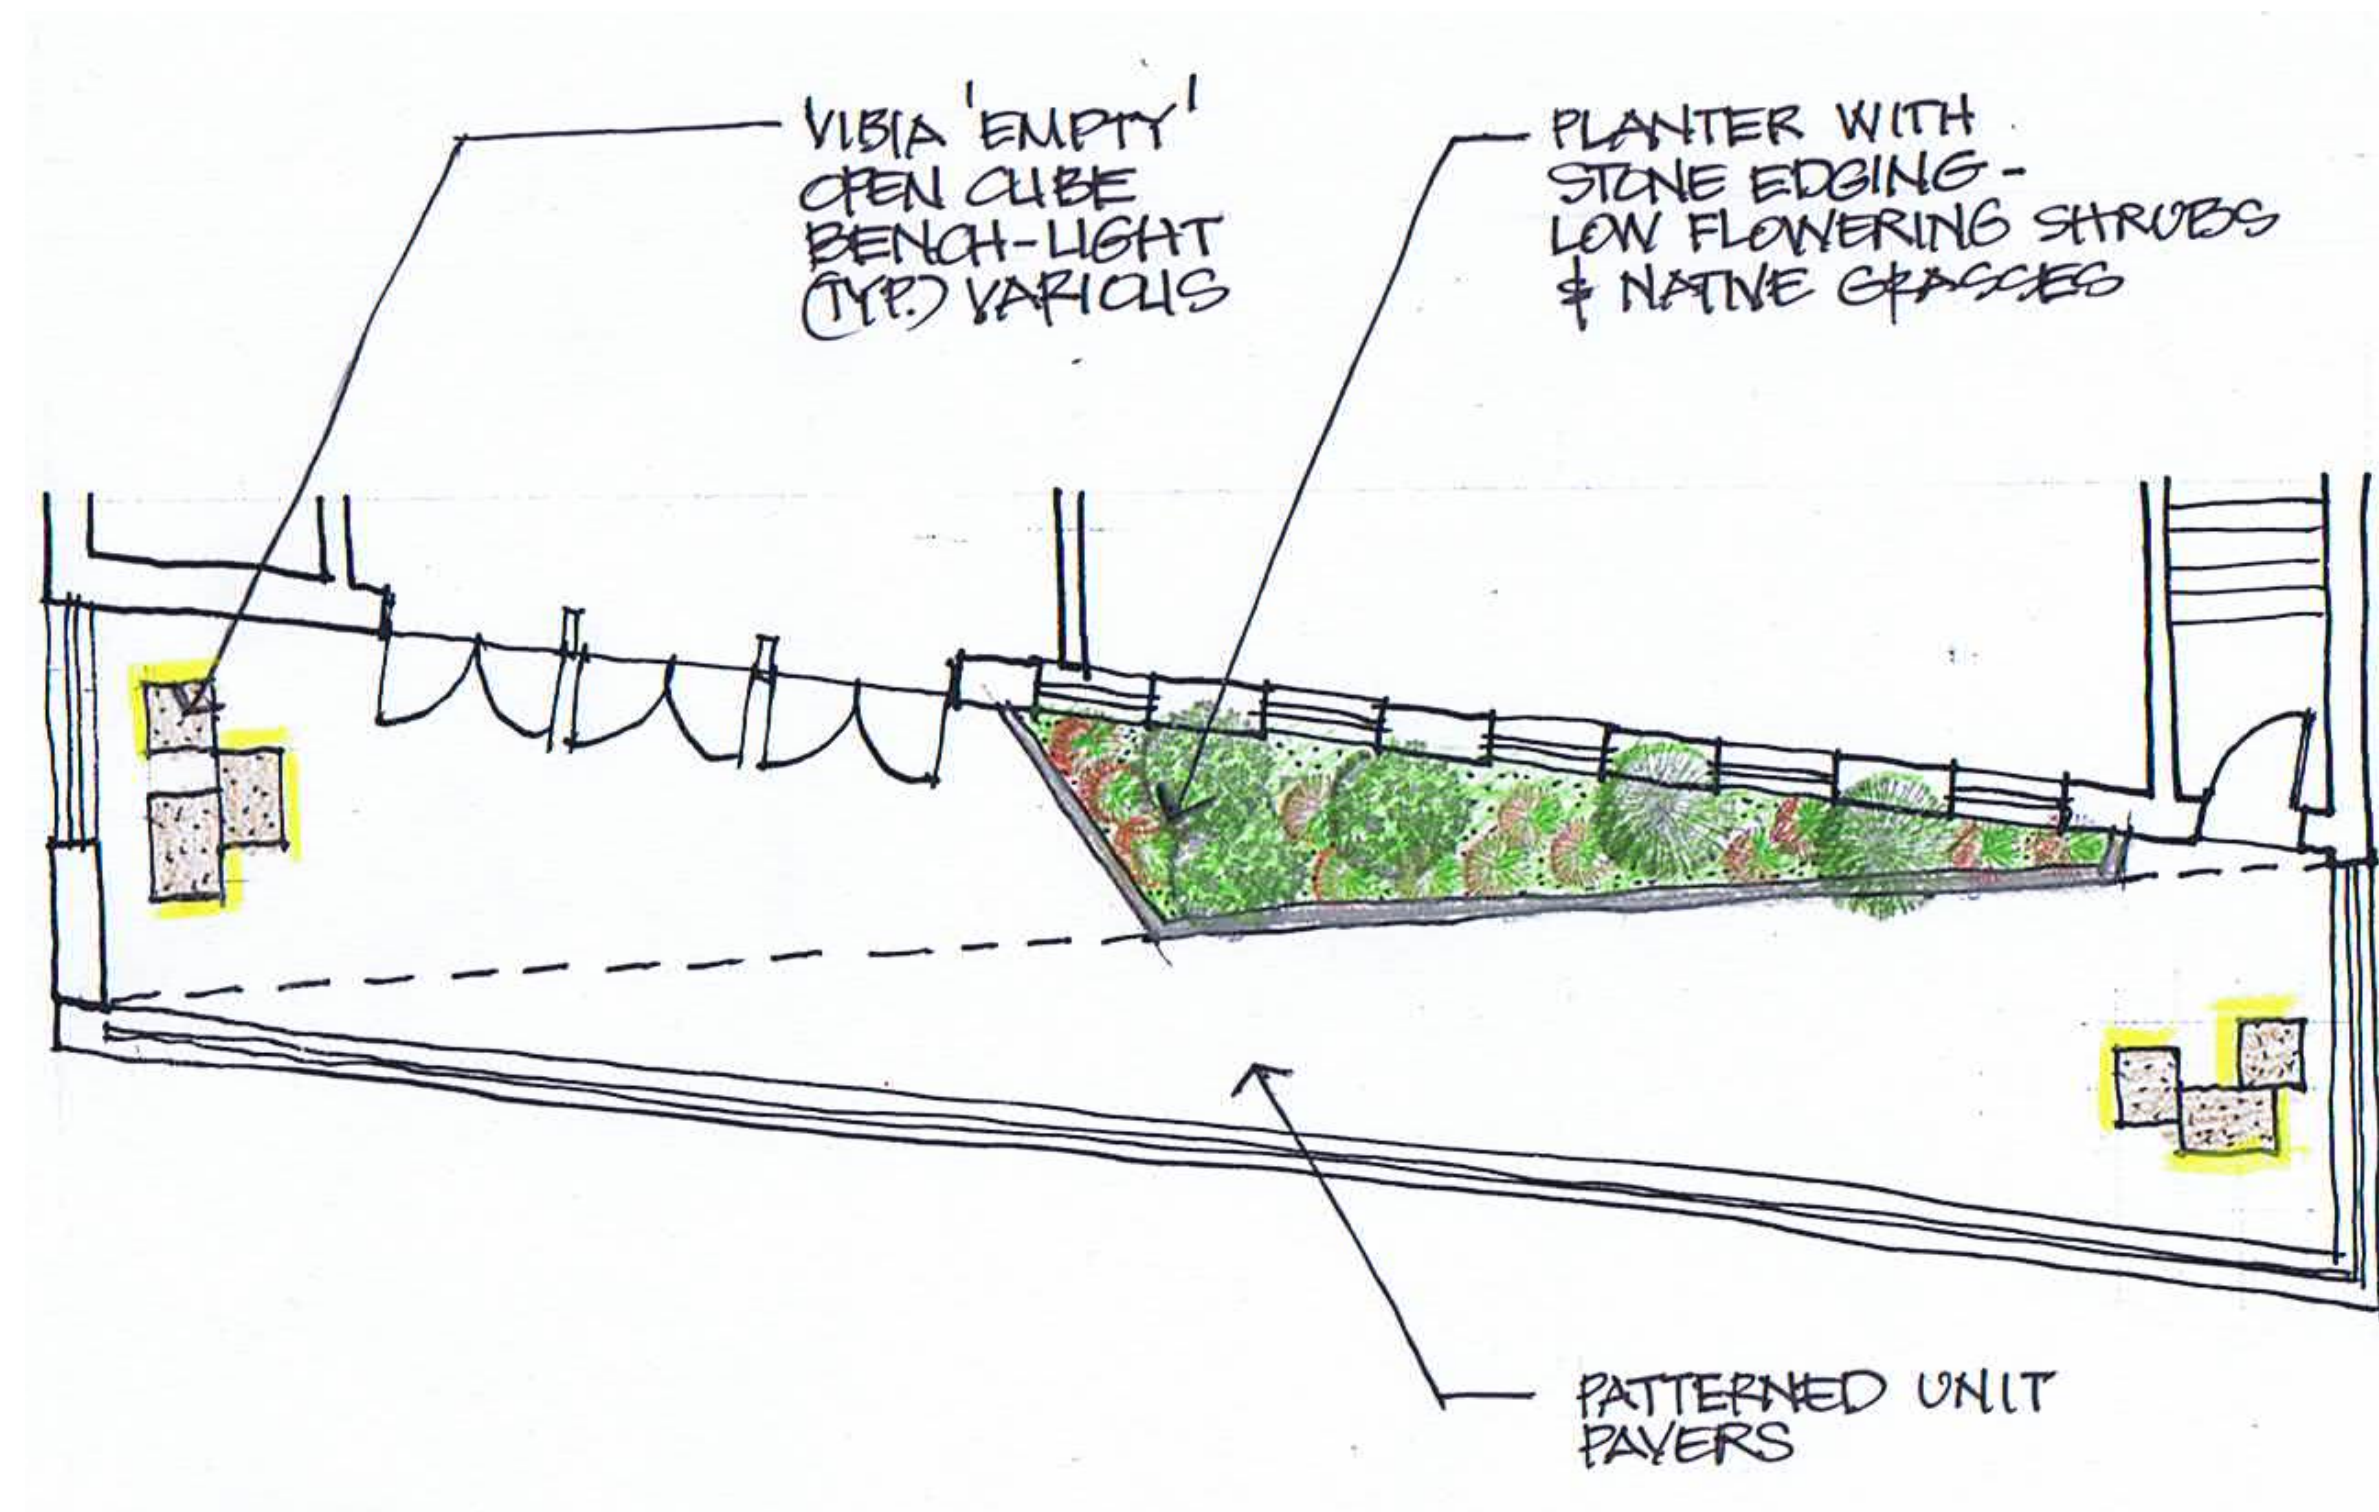 VIBIA 'EMPTY'
OPEN CUBE
BENCH-LIGHT
(TYP.) VARIOUS
PLANTER WITH
STONE EDGING-
LOW FLOWERING SHRUBS
& NATIVE GRASSES
PATTERNED UNIT
PAVERS